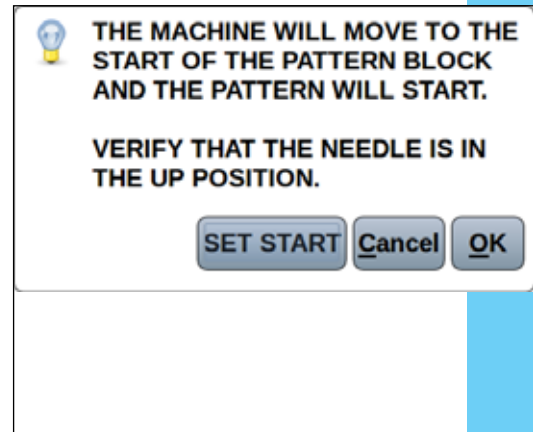 THE MACHINE WILL MOVE TO THE
START OF THE PATTERN BLOCK
AND THE PATTERN WILL START.
VERIFY THAT THE NEEDLE IS IN
THE UP POSITION.
SET START Cancel OK